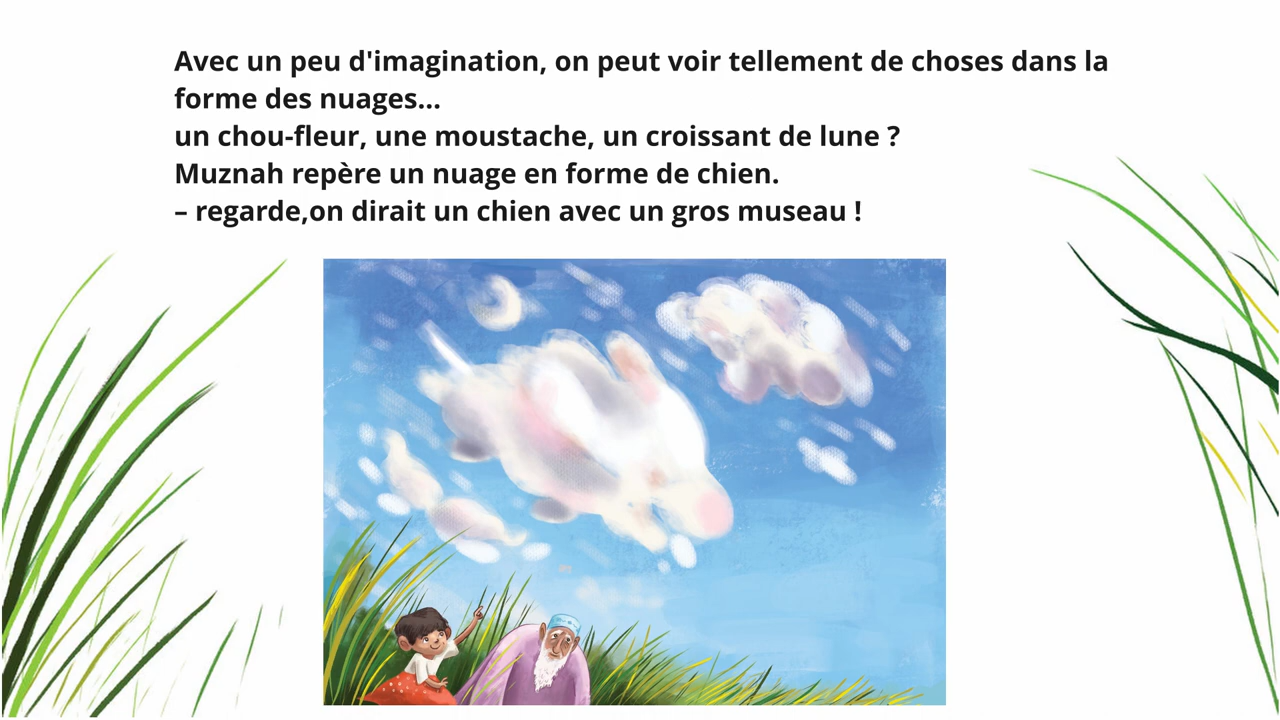 Avec un peu d'imagination, on peut voir tellement de choses dans la
forme des nuages...
un chou-fleur, une moustache, un croissant de lune ?
Muznah repère un nuage en forme de chien.
– regarde,on dirait un chien avec un gros museau !